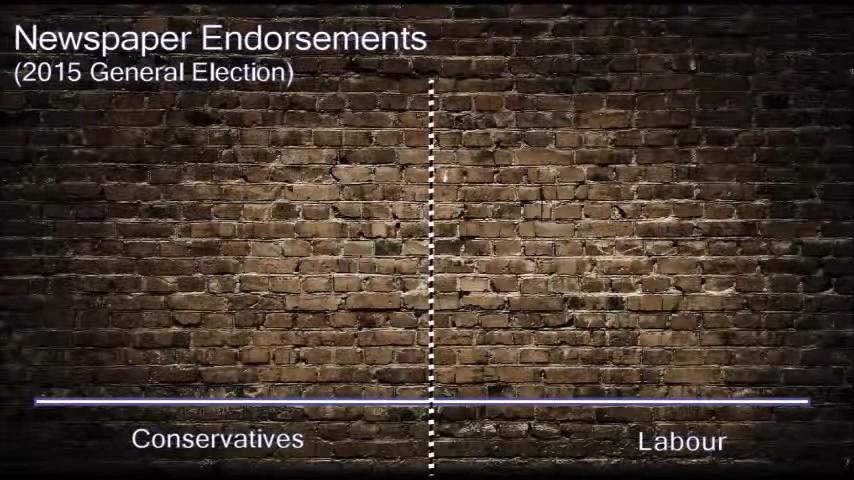 Newspaper Endorsements
(2015 General Election)
Conservatives
Labour